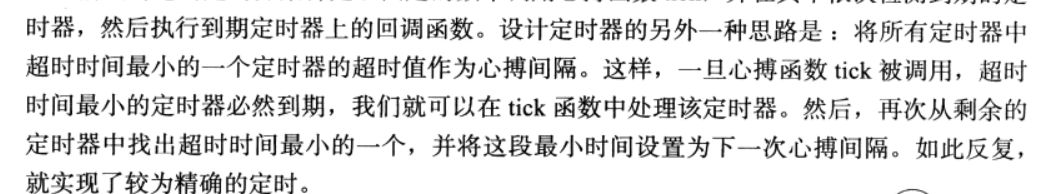 时器，然后执行到期定时器上的回调函数。设计定时器的另外一种思路是：将所有定时器中
超时时间最小的一个定时器的超时值作为心搏间隔。这样，一旦心搏函数 tick 被调用，超时
时间最小的定时器必然到期，我们就可以在 tick 函数中处理该定时器。然后，再次从剩余的
定时器中找出超时时间最小的一个，并将这段最小时间设置为下一次心搏间隔。如此反复，
就实现了较为精确的定时。